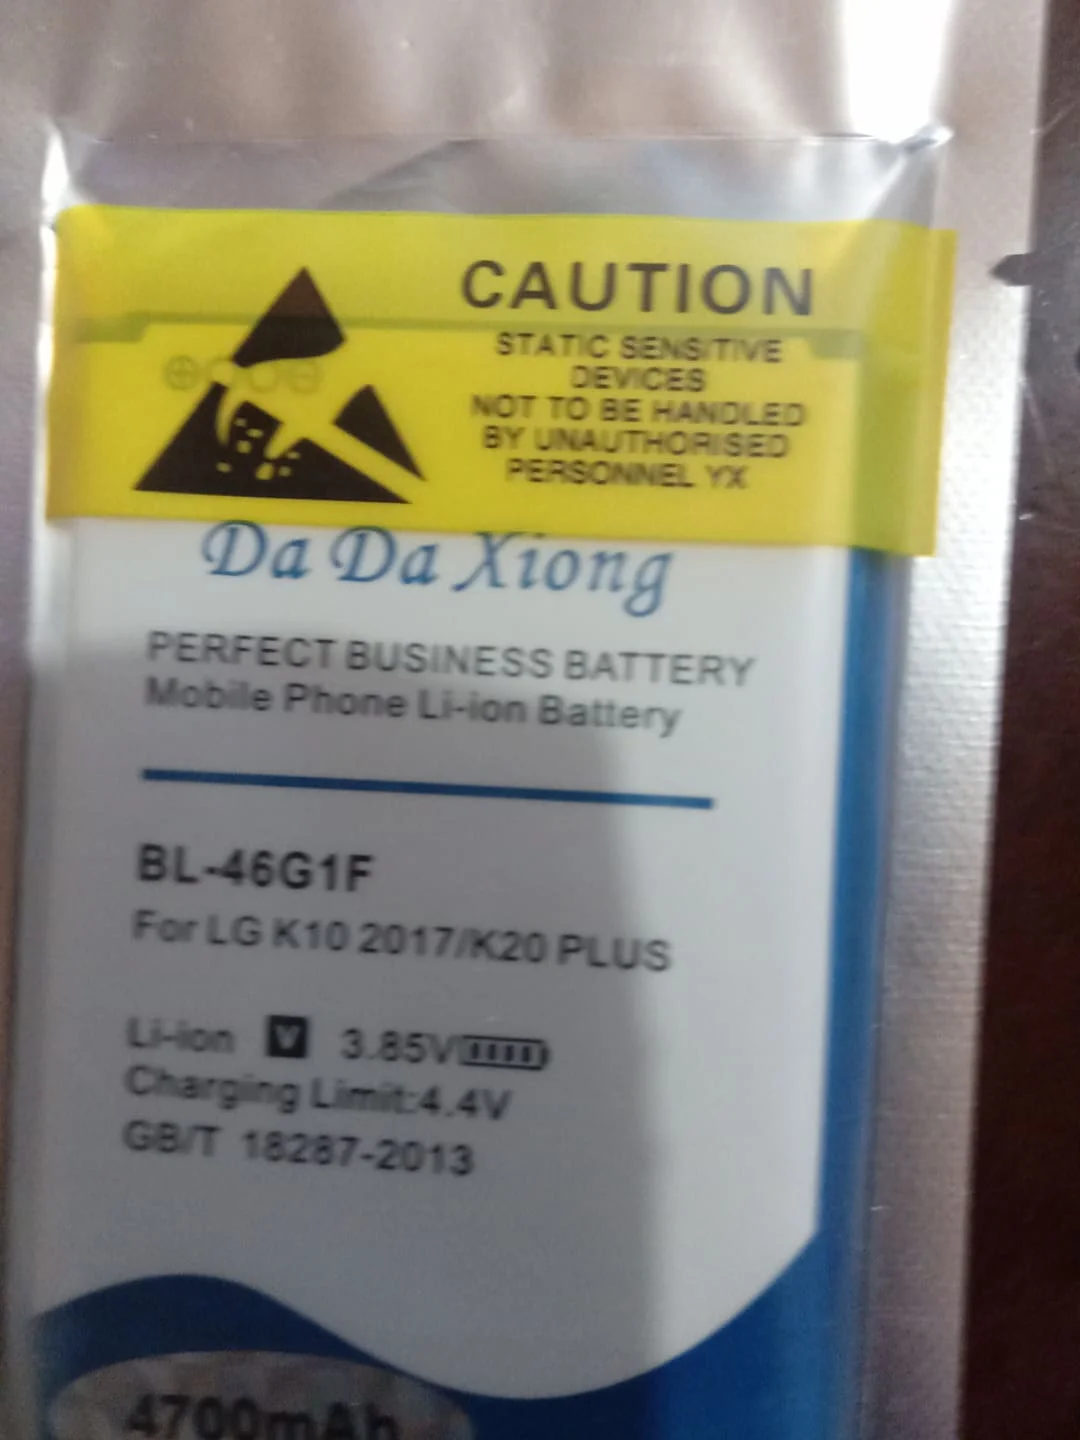 CAUTION
STATIC SENSITIVE
DEVICES
NOT TO BE HANDLED
BY UNAUTHORISED
PERSONNEL YX
Da Da Xiong
PERFECT BUSINESS BATTERY
Mobile Phone Li-ion Battery
BL-46G1F
For LG K10 2017/K20 PLUS
Li-ion V 3.85V
Charging Limit:4.4V
GB/T 18287-2013
4700mAh